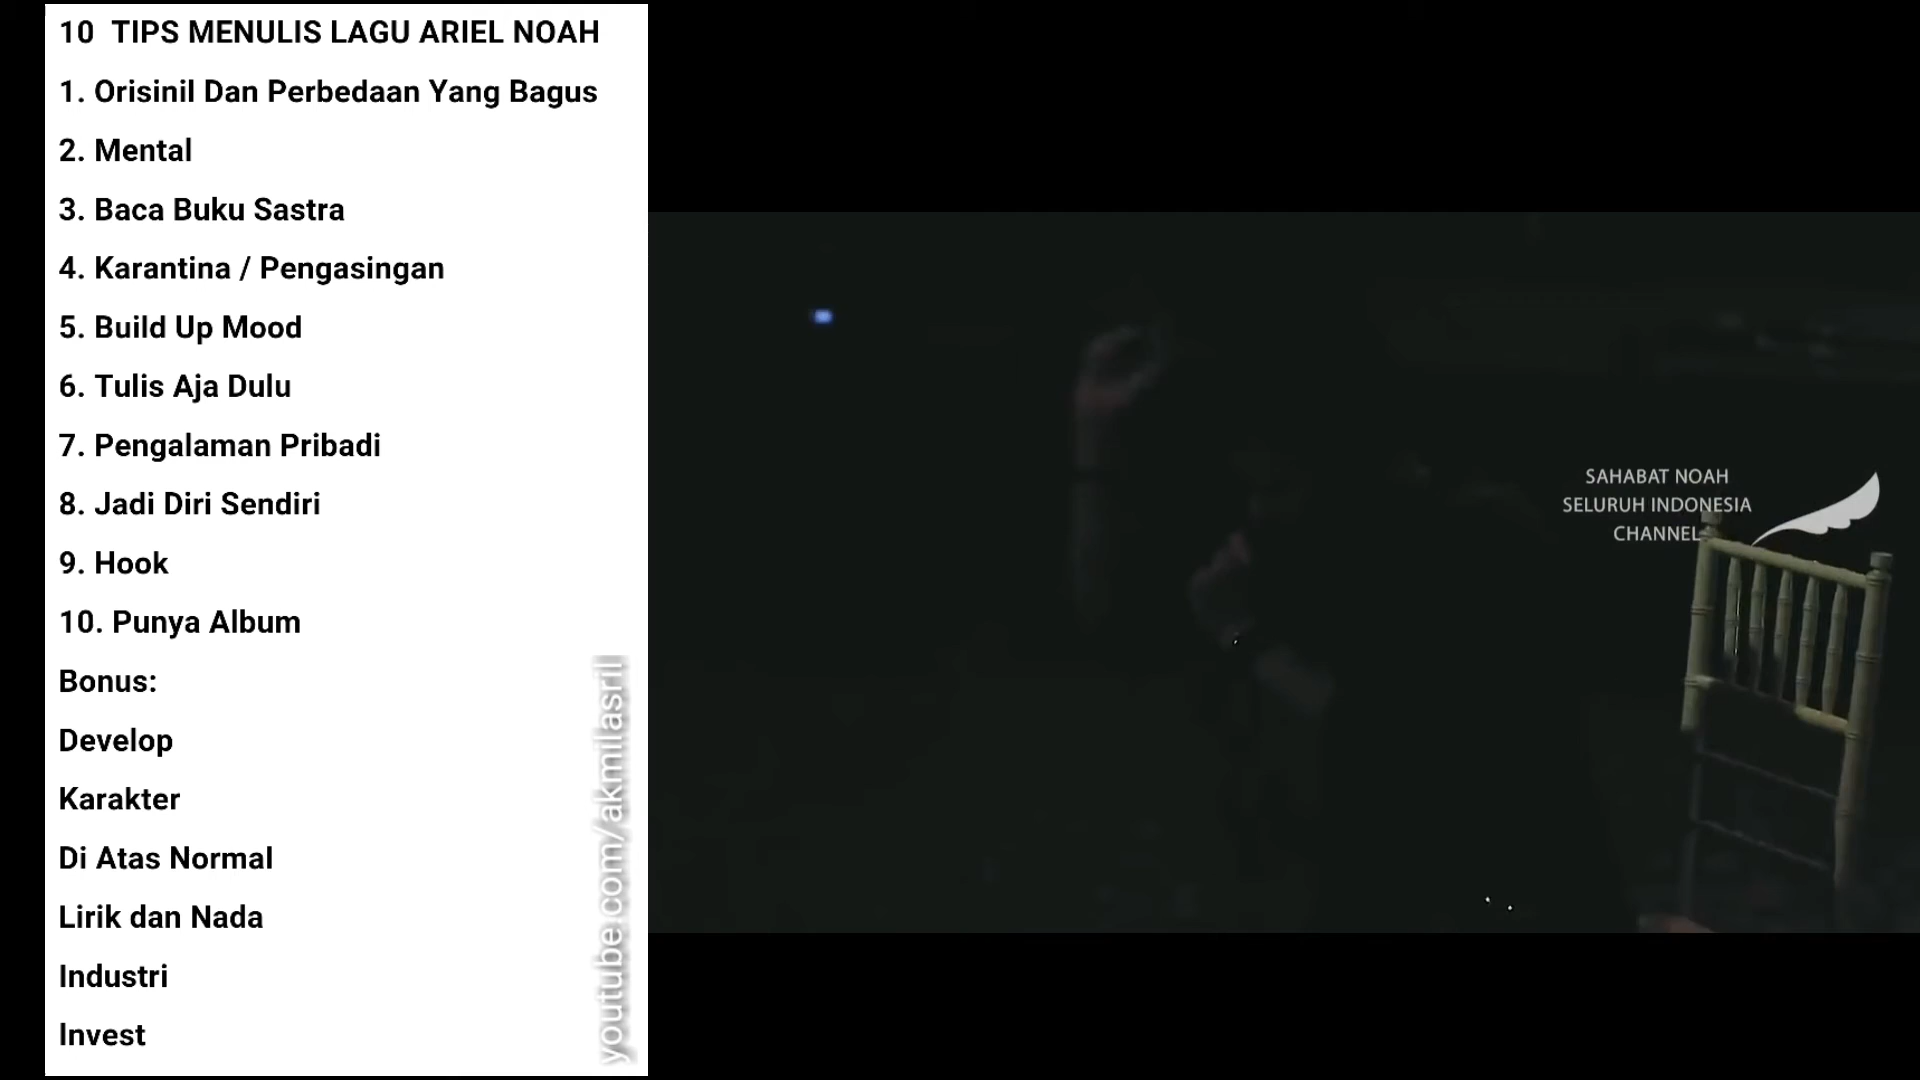 10 TIPS MENULIS LAGU ARIEL NOAH
1. Orisinil Dan Perbedaan Yang Bagus
2. Mental
3. Baca Buku Sastra
4. Karantina / Pengasingan
5. Build Up Mood
6. Tulis Aja Dulu
7. Pengalaman Pribadi
8. Jadi Diri Sendiri
9. Hook
10. Punya Album
Bonus:
Develop
Karakter
Di Atas Normal
Lirik dan Nada
Industri
Invest
youtube.com/akmilasril
SAHABAT NOAH
SELURUH INDONESIA
CHANNEL